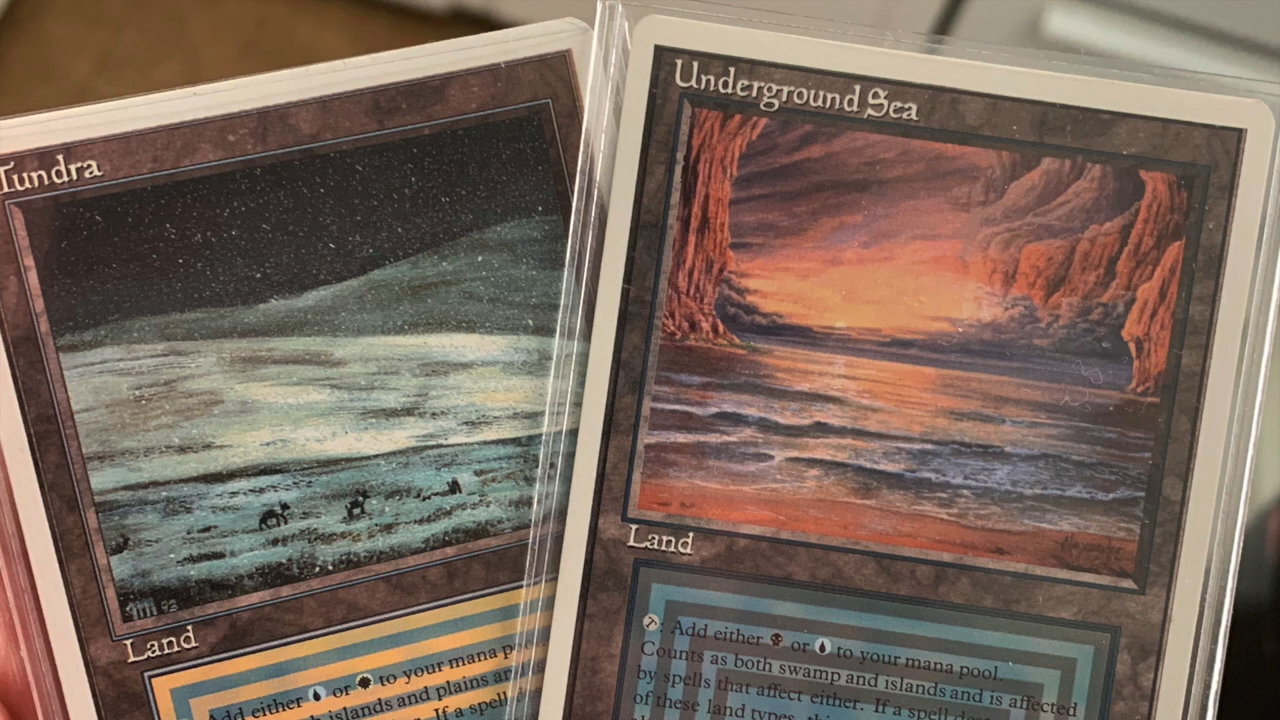 Tundra
93
Land
Add either or to your mana
islands and plains
If a spell
Underground Sea
Land
: Add either or to your mana pool.
Counts as both swamp and islands and is affected
by spells that affect either. If a spell
of these land types,